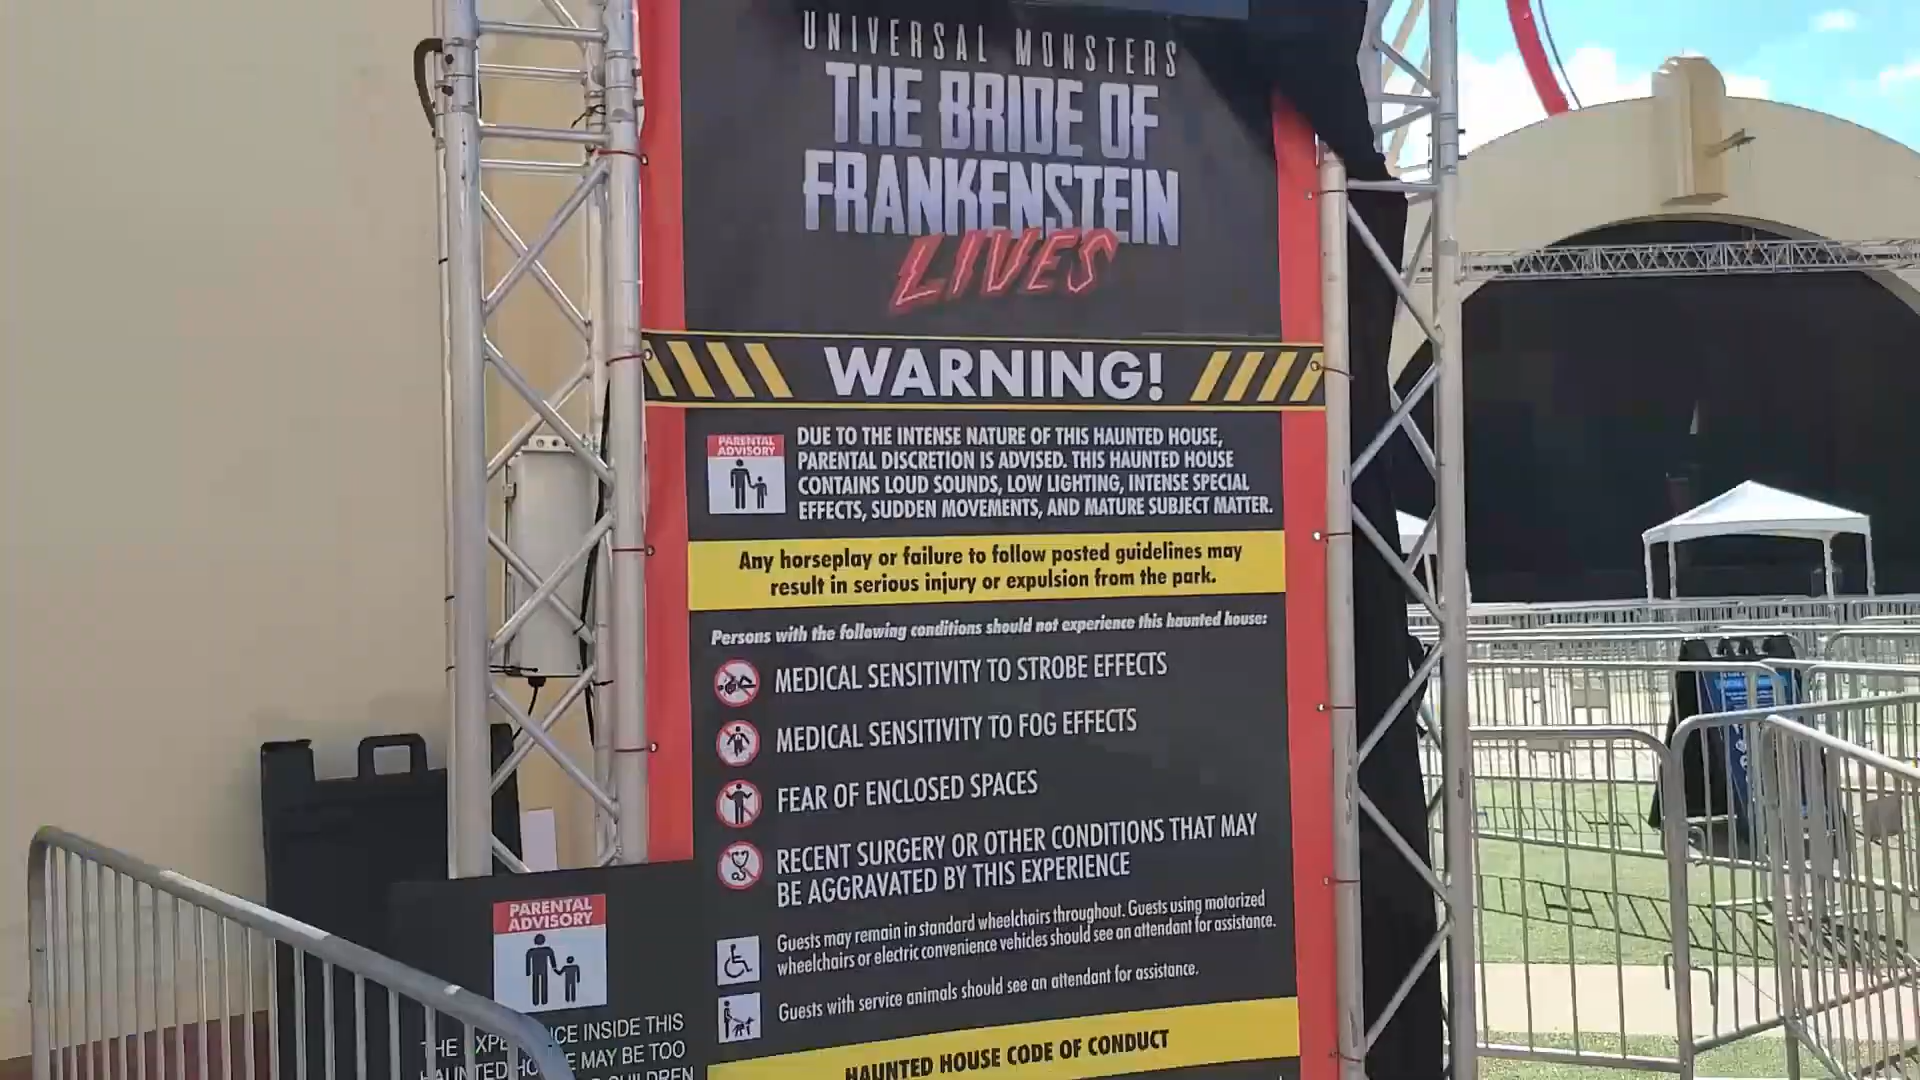 UNIVERSAL MONSTERS
THE BRIDE OF
FRANKENSTEIN
LIVES
WARNING!
PARENTAL
ADVISORY
DUE TO THE INTENSE NATURE OF THIS HAUNTED HOUSE,
PARENTAL DISCRETION IS ADVISED. THIS HAUNTED HOUSE
CONTAINS LOUD SOUNDS, LOW LIGHTING, INTENSE SPECIAL
EFFECTS, SUDDEN MOVEMENTS, AND MATURE SUBJECT MATTER.
Any horseplay or failure to follow posted guidelines may
result in serious injury or expulsion from the park.
Persons with the following conditions should not experience this haunted house:
MEDICAL SENSITIVITY TO STROBE EFFECTS
MEDICAL SENSITIVITY TO FOG EFFECTS
FEAR OF ENCLOSED SPACES
RECENT SURGERY OR OTHER CONDITIONS THAT MAY
BE AGGRAVATED BY THIS EXPERIENCE
Guests may remain in standard wheelchairs throughout. Guests using motorized
wheelchairs or electric convenience vehicles should see an attendant for assistance.
Guests with service animals should see an attendant for assistance.
HAUNTED HOUSE CODE OF CONDUCT
PARENTAL
ADVISORY
THE INSIDE THIS
MAY BE TOO
CHILDREN